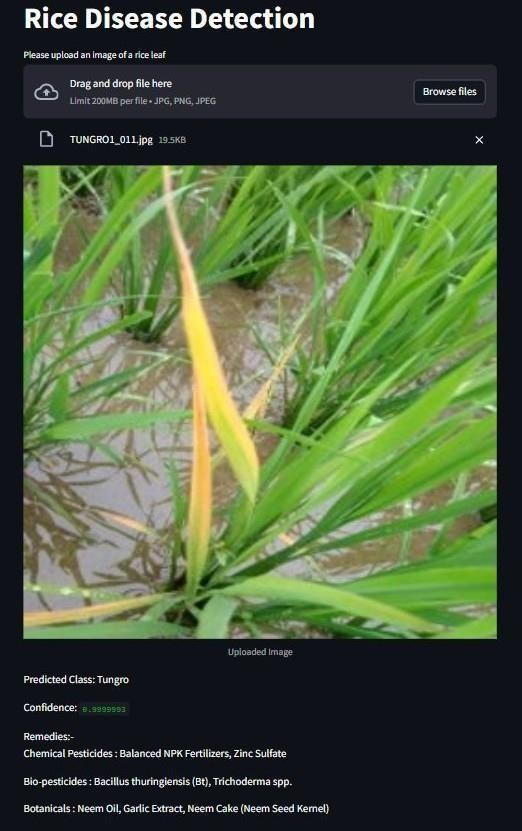 Rice Disease Detection
Please upload an image of a rice leaf
Drag and drop file here
Limit 200MB per file • JPG, PNG, JPEG
Browse files
TUNGRO1_011.jpg 19.5KB
Uploaded Image
Predicted Class: Tungro
Confidence: 0.9999993
Remedies:-
Chemical Pesticides : Balanced NPK Fertilizers, Zinc Sulfate
Bio-pesticides : Bacillus thuringiensis (Bt), Trichoderma spp.
Botanicals : Neem Oil, Garlic Extract, Neem Cake (Neem Seed Kernel)